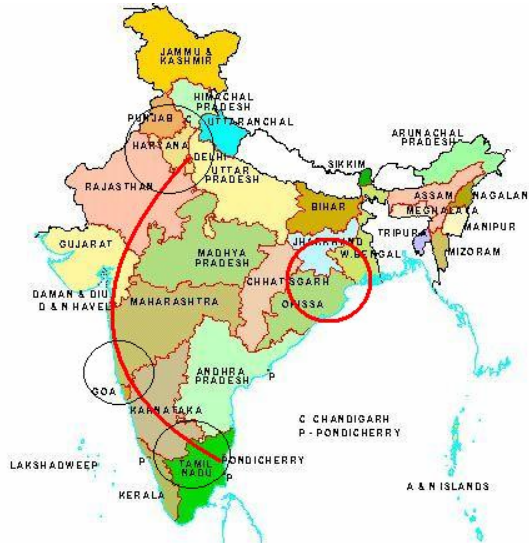 JAMMU &
KASHMIR
HIMACHAL
PRADESH
PUNJAB
C
UTTARANCHAL
HARYANA
DELHI
ARUNACHAL
PRADESH
SIKKIM
RAJASTHAN
UTTAR
PRADESH
ASSAM
NAGALAN
BIHAR
MEGHALAYA
MANIPUR
TRIPURA
GUJARAT
JHARKHAND
W.BENGAL
MIZORAM
MADHYA
PRADESH
CHHATISGARH
DAMAN & DIU
D & N HAVELI
MAHARASHTRA
ORISSA
ANDHRA
PRADESH
P
GOA
KARNATAKA
C CHANDIGARH
P - PONDICHERRY
LAKSHADWEEP
P
TAMIL
NADU
PONDICHERRY
P
KERALA
A & N ISLANDS